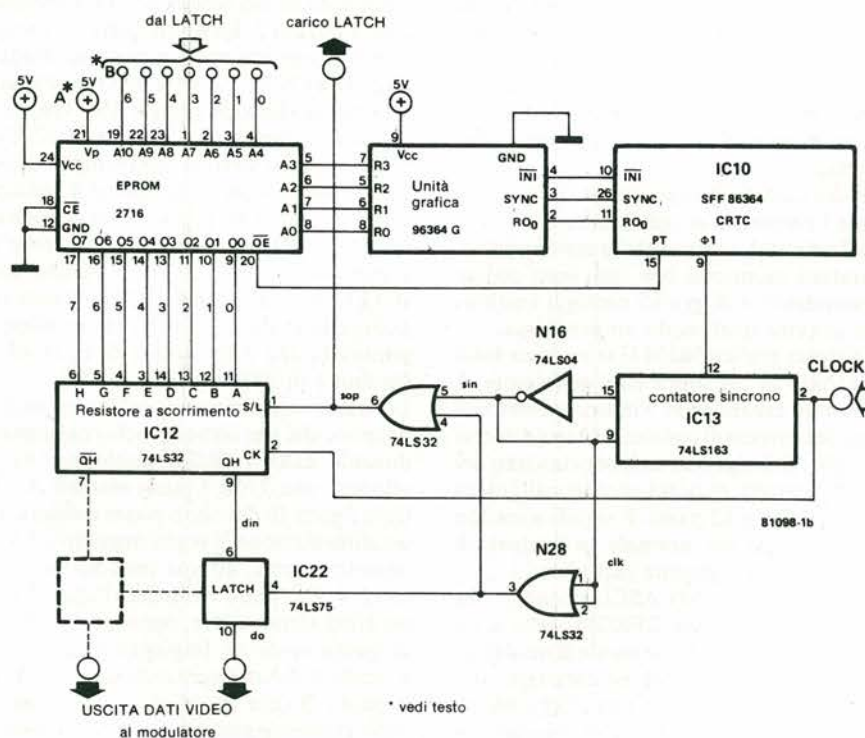 dal LATCH
carico LATCH
*
B
5V
A*
5V
5V
6 5 4 3 2 1 0
21 19 22 23 1 2 3 4
Vp A10 A9 A8 A7 A6 A5 A4
24 Vcc
EPROM
2716
18 CE
12 GND
A3 5 7 R3
A2 6 6 R2
A1 7 6 R1
A0 8 8 R0
9
Vcc
GND
Unità
grafica
96364 G
INI 4 10 INI
SYNC 3 26 SYNC
RO0 2 11 RO0
IC10
SFF 86364
CRTC
PT Φ1
15 9
O7 O6 O5 O4 O3 O2 O1 O0 OE
17 16 15 14 13 11 10 9 20
7 6 5 4 3 2 1 0
6 5 4 3 14 13 12 11
H G F E D C B A
Resistore a scorrimento
IC12
74LS32
S/L 1
CK 2
QH QH
7 9
sop
6 5 4
74LS32
sin
N16
74LS04
12
15 contatore sincrono 2
9
IC13
74LS163
CLOCK
81098-1b
din
6
LATCH
4
IC22
74LS75
10 do
N28
3 1 2
clk
74LS32
USCITA DATI VIDEO
al modulatore
* vedi testo